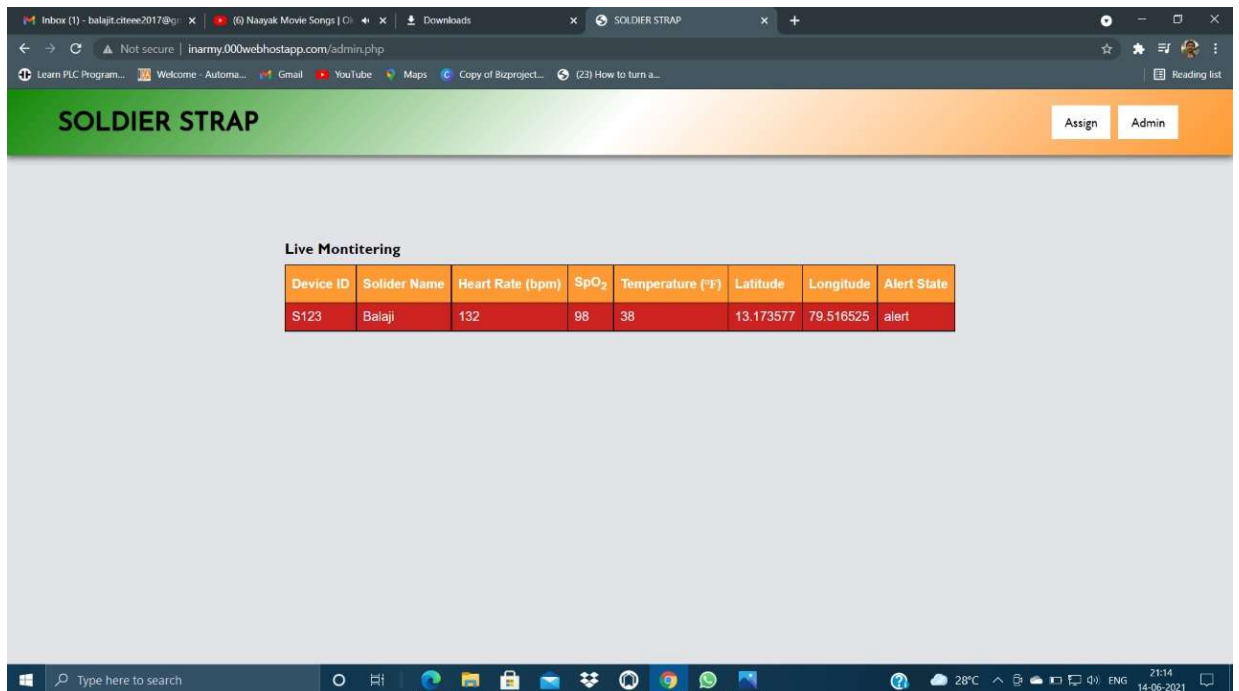 Inbox (1) - balajit.citeee2017@g
(6) Naayak Movie Songs |
Downloads
SOLDIER STRAP
Not secure | inarmy.000webhostapp.com/admin.php
Learn PLC Program... Welcome - Automa... Gmail YouTube Maps Copy of Bizproject... (23) How to turn a... Reading list
SOLDIER STRAP
Assign Admin
Live Montitering
Device ID Solider Name Heart Rate (bpm) SpO₂ Temperature (°F) Latitude Longitude Alert State
S123 Balaji 132 98 38 13.173577 79.516525 alert
Type here to search
28°C ENG 21:14
14-06-2021